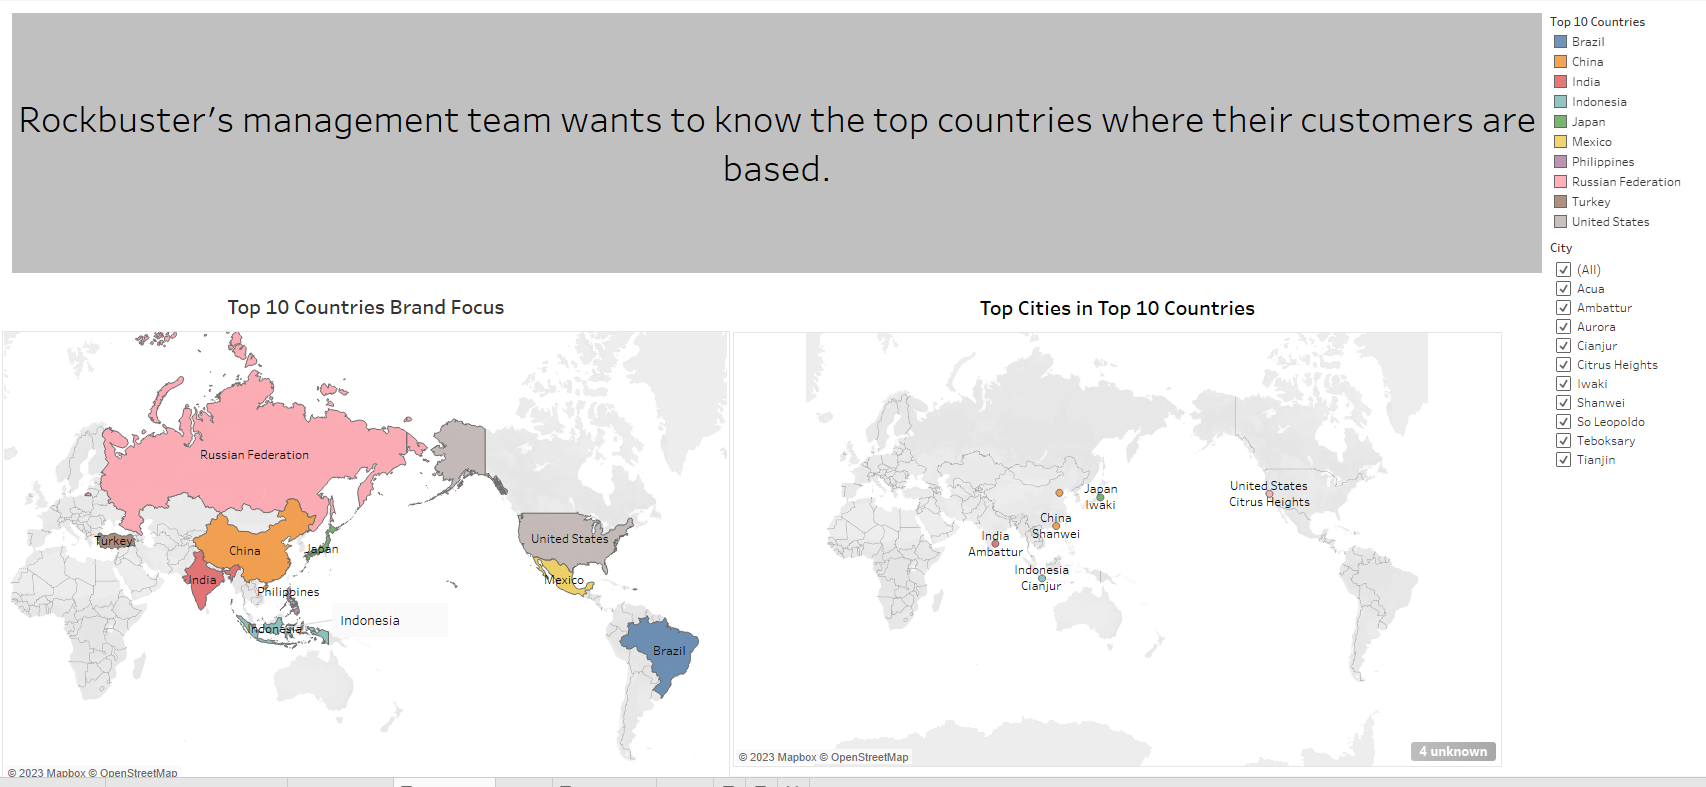 Rockbuster's management team wants to know the top countries where their customers are
based.
Top 10 Countries
Brazil
China
India
Indonesia
Japan
Mexico
Philippines
Russian Federation
Turkey
United States
City
(All)
Acua
Ambattur
Aurora
Cianjur
Citrus Heights
Iwaki
Shanwei
So Leopoldo
Teboksary
Tianjin
Top 10 Countries Brand Focus
Russian Federation
Turkey
China
Japan
India
Philippines
Indonesia
Indonesia
United States
Mexico
Brazil
© 2023 Mapbox © OpenStreetMap
Top Cities in Top 10 Countries
Japan
Iwaki
China
Shanwei
India
Ambattur
Indonesia
Cianjur
United States
Citrus Heights
© 2023 Mapbox © OpenStreetMap
4 unknown